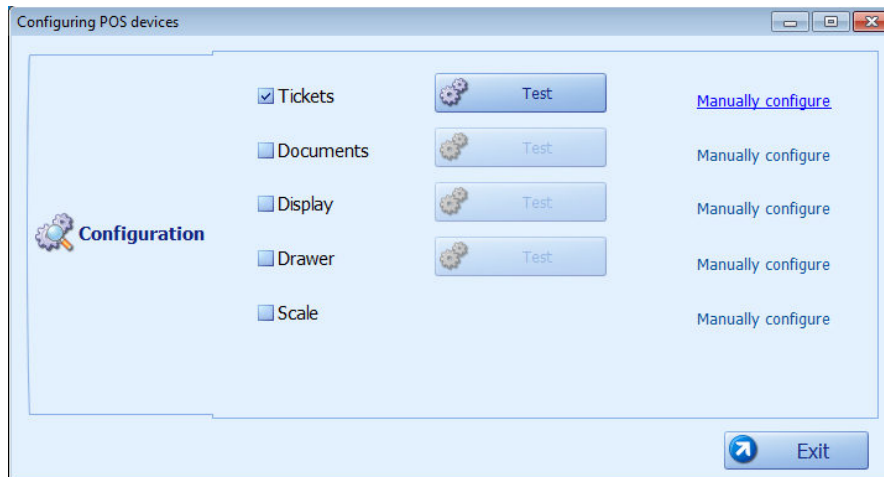 Configuring POS devices
Tickets Test Manually configure
Documents Test Manually configure
Display Test Manually configure
Configuration
Drawer Test Manually configure
Scale Manually configure
Exit